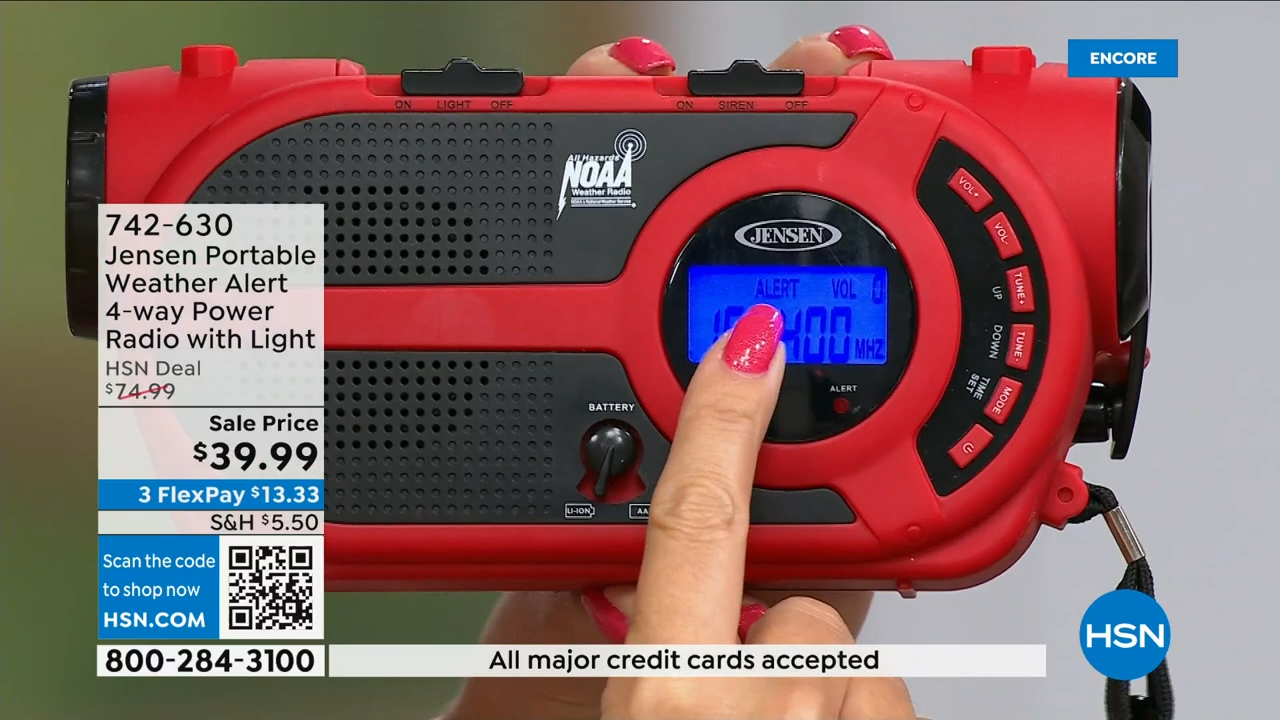 ENCORE
ON LIGHT OFF
ON SIREN OFF
All Hazards
NOAA
Weather Radio
JENSEN
ALERT VOL 0
400 MHZ
ALERT
VOL+
VOL-
TUNE+
UP
TUNE-
DOWN
MODE
TIME SET
BATTERY
LI-ION
AA
742-630
Jensen Portable
Weather Alert
4-way Power
Radio with Light
HSN Deal
$74.99
Sale Price
$39.99
3 FlexPay $13.33
S&H $5.50
Scan the code
to shop now
HSN.COM
800-284-3100
All major credit cards accepted
HSN